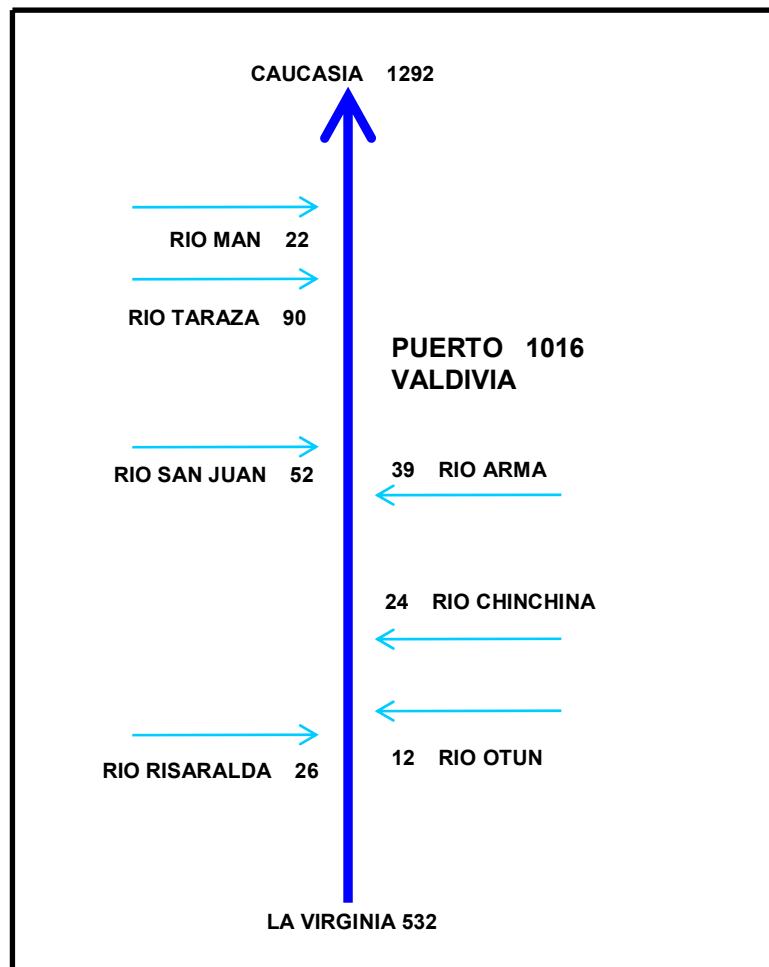 CAUCASIA 1292
RIO MAN 22
RIO TARAZA 90
PUERTO 1016
VALDIVIA
RIO SAN JUAN 52
39 RIO ARMA
24 RIO CHINCHINA
RIO RISARALDA 26
12 RIO OTUN
LA VIRGINIA 532